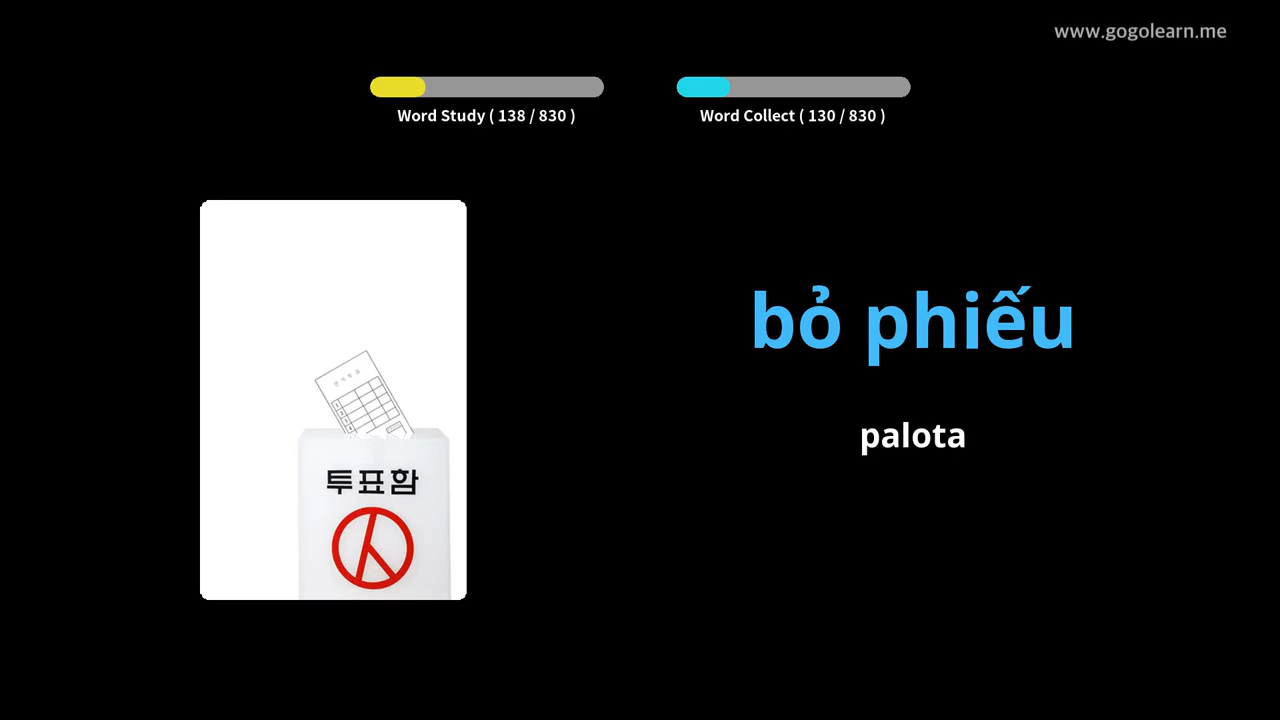 www.gogolearn.me
Word Study ( 138 / 830 )
Word Collect ( 130 / 830 )
bỏ phiếu
palota
투표함